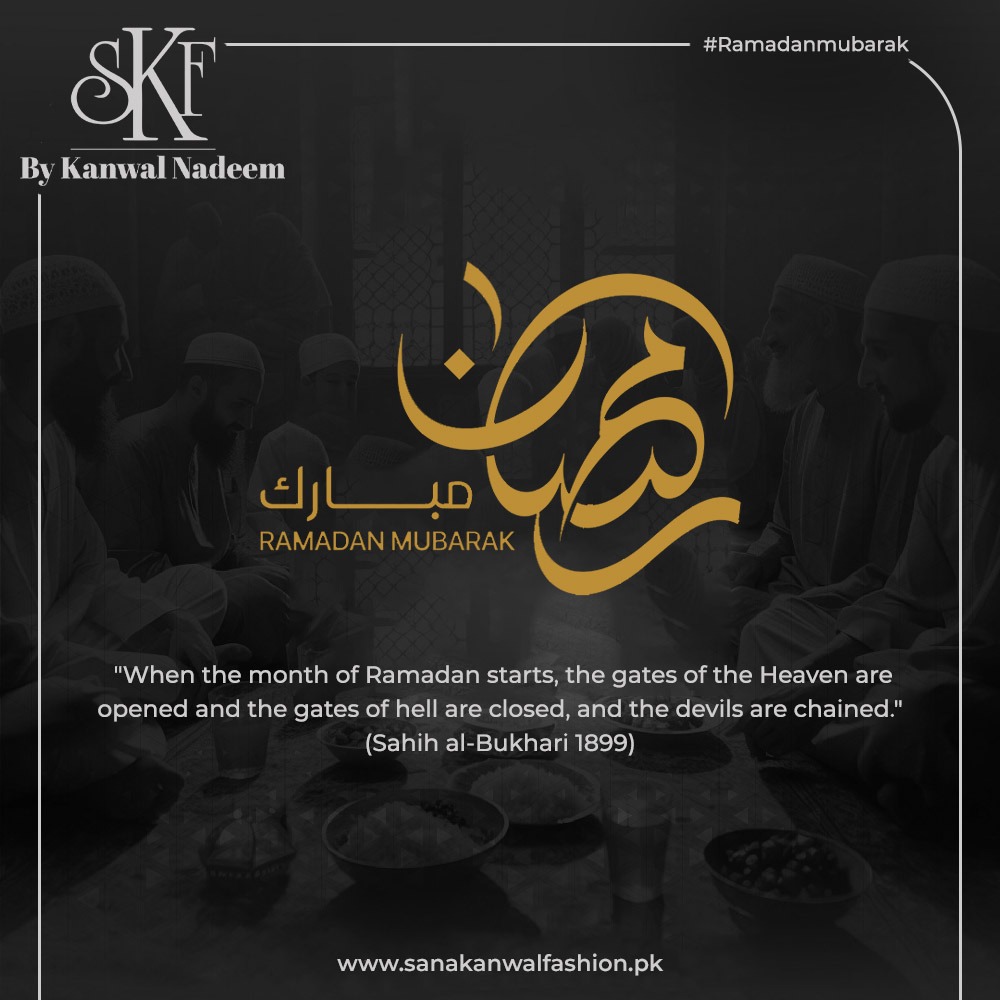 SKF
By Kanwal Nadeem
#Ramadanmubarak
رمضان
مبـــارك
RAMADAN MUBARAK
"When the month of Ramadan starts, the gates of the Heaven are
opened and the gates of hell are closed, and the devils are chained."
(Sahih al-Bukhari 1899)
www.sanakanwalfashion.pk